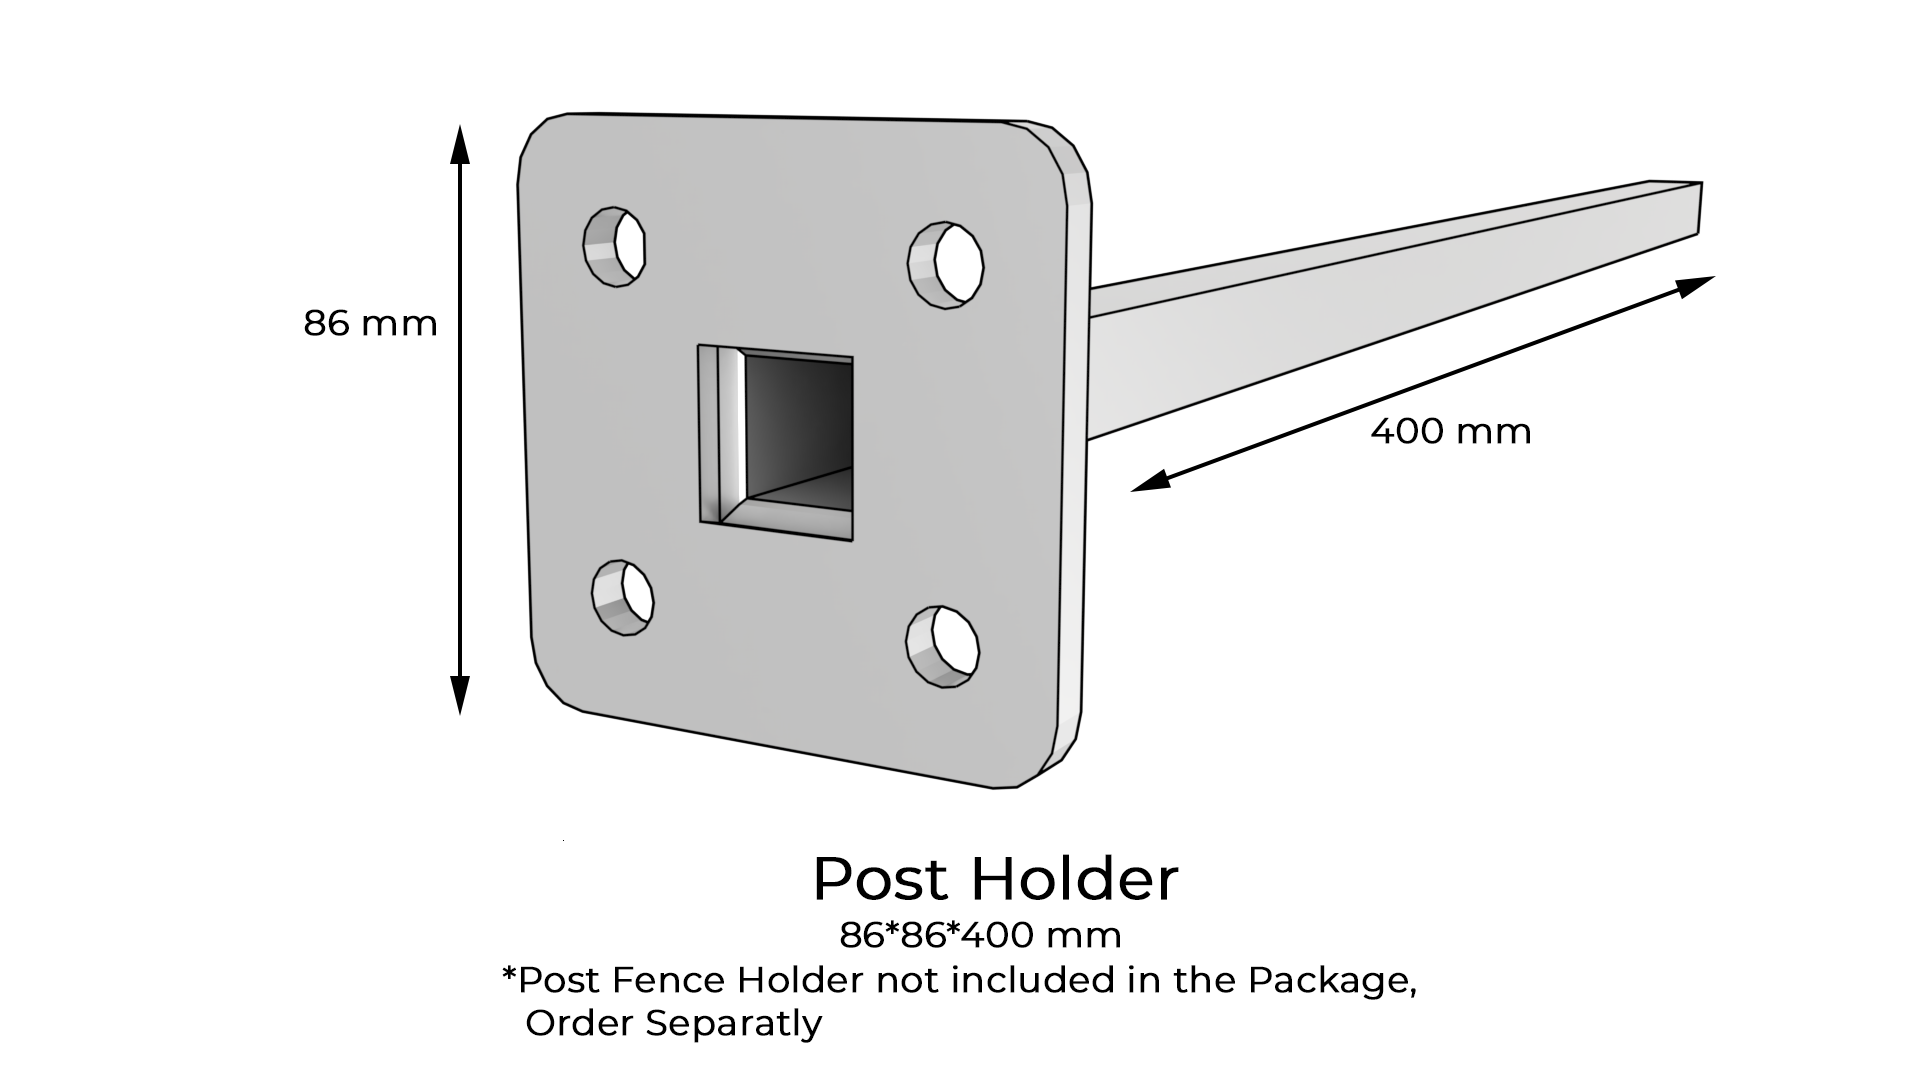 86 mm
400 mm
Post Holder
86*86*400 mm
*Post Fence Holder not included in the Package,
Order Separatly